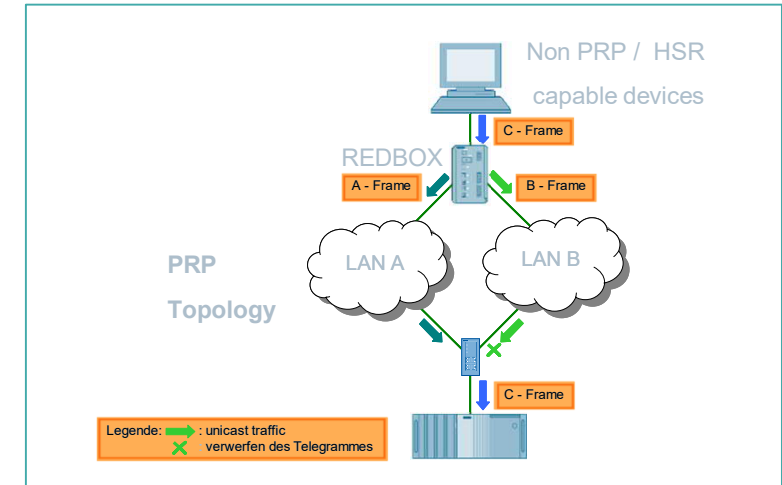 Non PRP / HSR
capable devices
C - Frame
REDBOX
A - Frame
B - Frame
LAN A
LAN B
PRP
Topology
C - Frame
Legende: : unicast traffic
verwerfen des Telegrammes